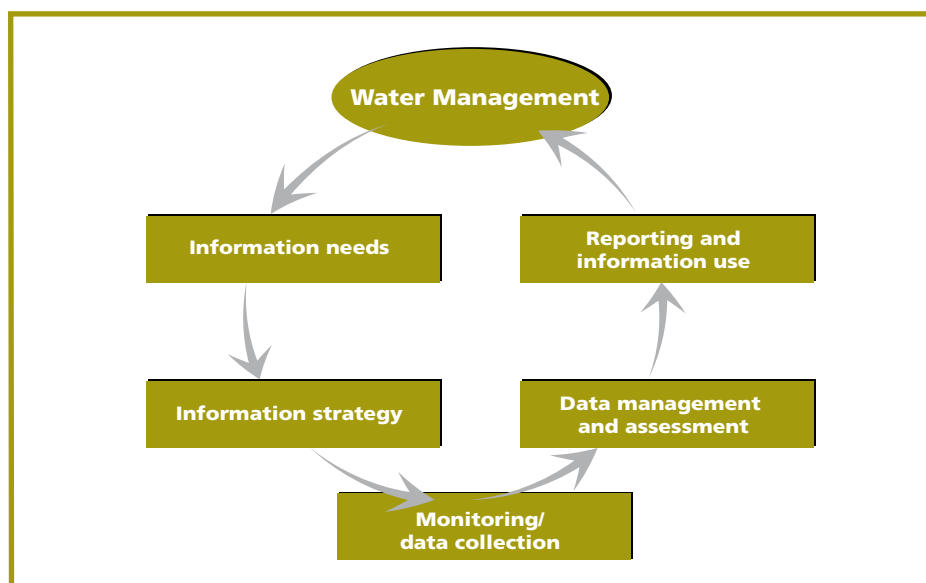 Water Management
Information needs
Reporting and
information use
Information strategy
Data management
and assessment
Monitoring/
data collection